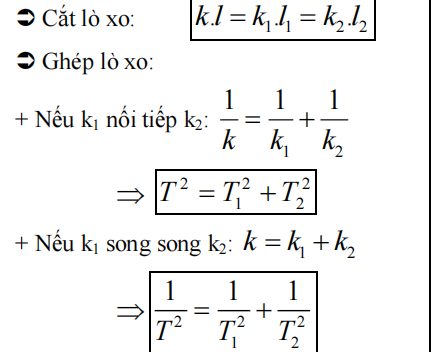 ➲ Cắt lò xo: k.l = k₁.l₁ = k₂.l₂
➲ Ghép lò xo:
+ Nếu k₁ nối tiếp k₂: 1/k = 1/k₁ + 1/k₂
⇒ T² = T₁² + T₂²
+ Nếu k₁ song song k₂: k = k₁ + k₂
⇒ 1/T² = 1/T₁² + 1/T₂²